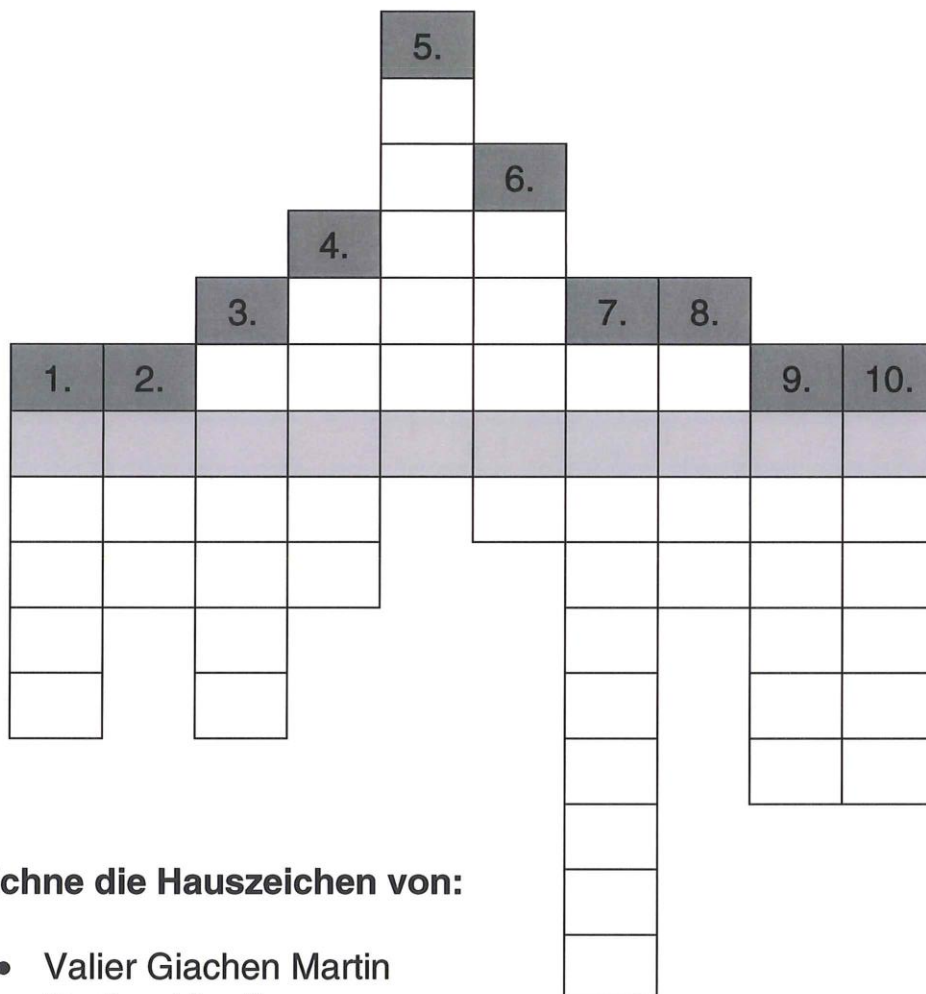 5.
6.
4.
3. 7. 8.
1. 2. 9. 10.
chne die Hauszeichen von:
• Valier Giachen Martin